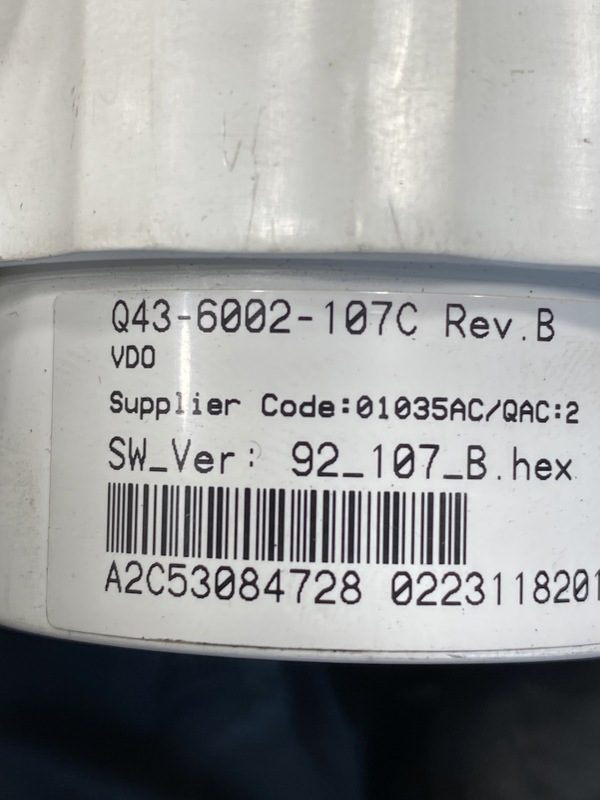 Q43-6002-107C Rev.B
VDO
Supplier Code:01035AC/QAC:2
SW_Ver: 92_107_B.hex
A2C53084728 0223118201